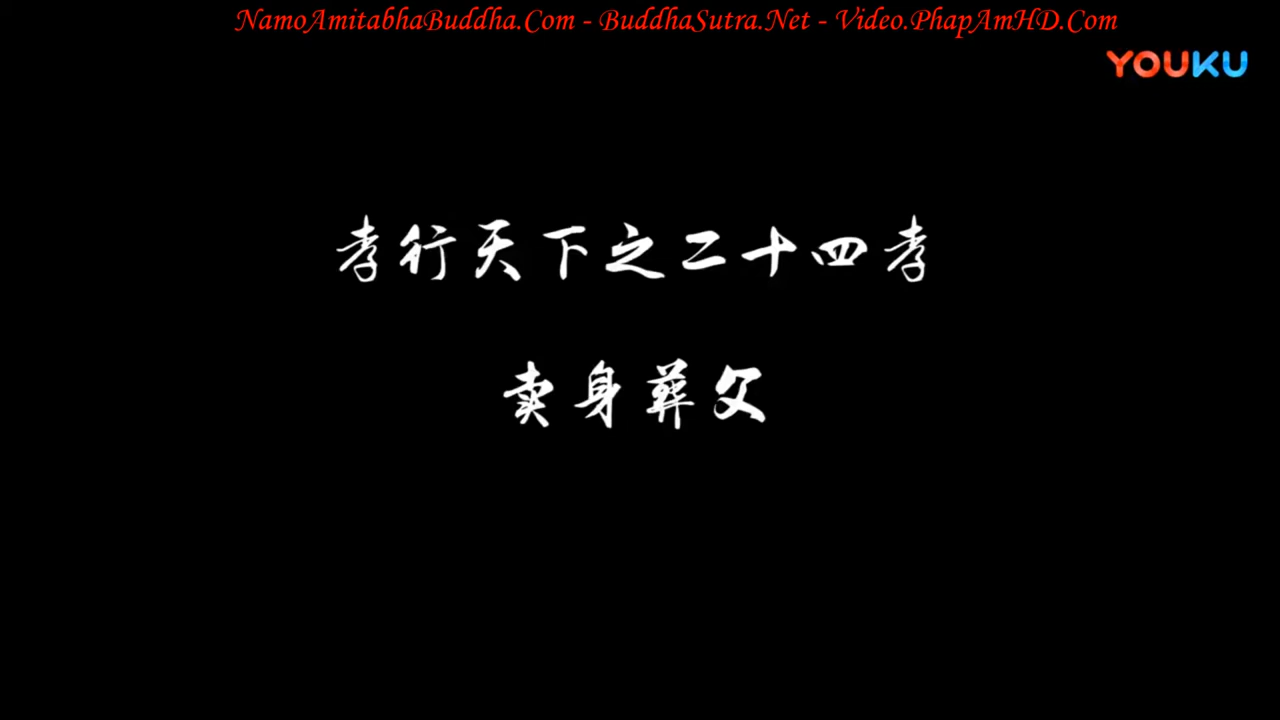 NamoAmitabhaBuddha.Com - BuddhaSutra.Net - Video.PhapAmHD.Com
YOUKU
孝行天下之二十四孝
卖身葬父